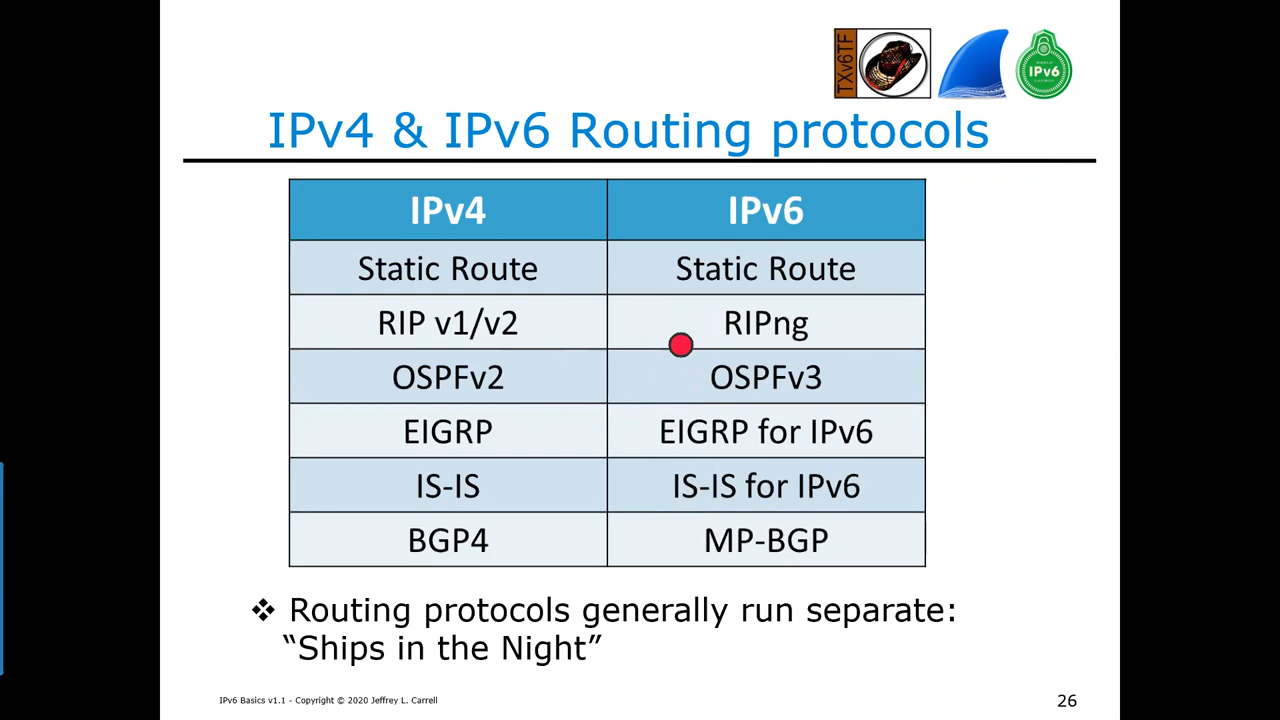 TXv6TF
IPv6
IPv4 & IPv6 Routing protocols
IPv4 IPv6
Static Route Static Route
RIP v1/v2 RIPng
OSPFv2 OSPFv3
EIGRP EIGRP for IPv6
IS-IS IS-IS for IPv6
BGP4 MP-BGP
❖ Routing protocols generally run separate:
“Ships in the Night”
IPv6 Basics v1.1 - Copyright © 2020 Jeffrey L. Carrell
26